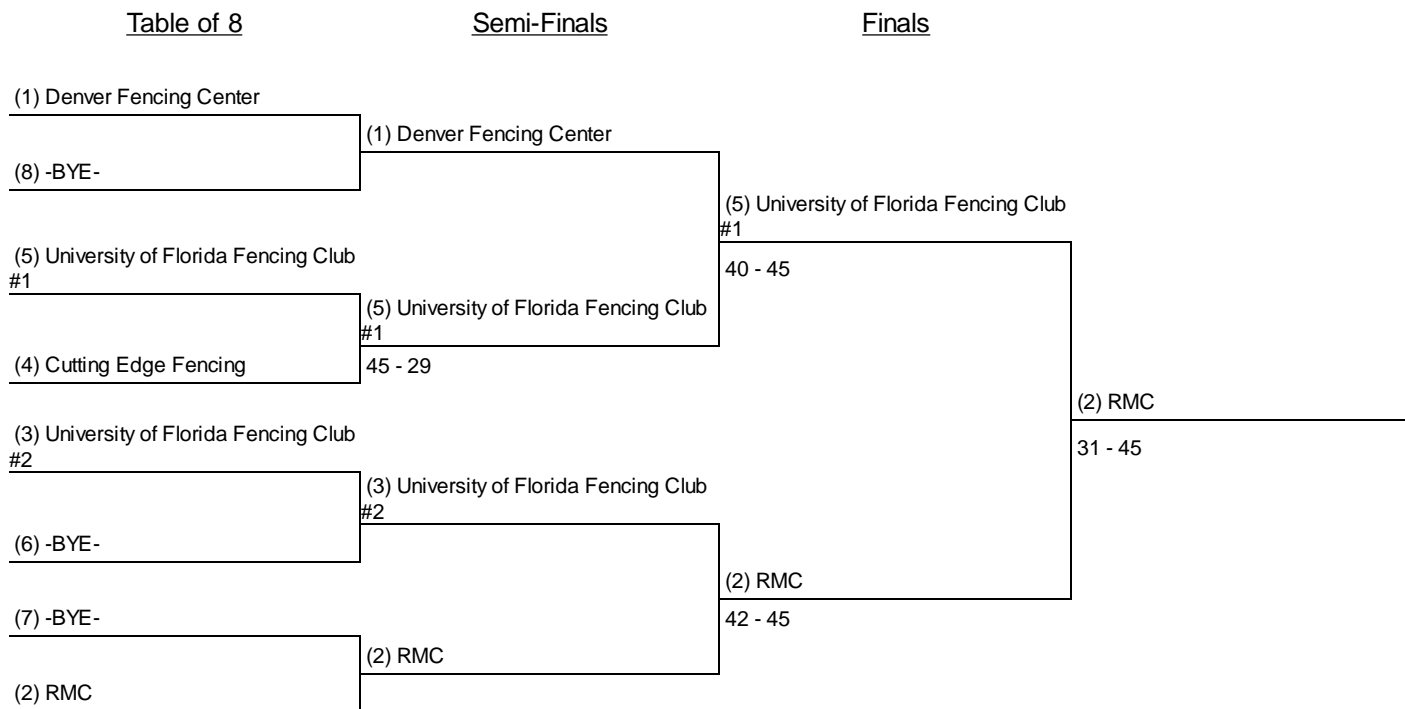 Table of 8
Semi-Finals
Finals
(1) Denver Fencing Center
(8) -BYE-
(5) University of Florida Fencing Club
#1
(4) Cutting Edge Fencing
(3) University of Florida Fencing Club
#2
(6) -BYE-
(7) -BYE-
(2) RMC
(1) Denver Fencing Center
(5) University of Florida Fencing Club
#1
45 - 29
(3) University of Florida Fencing Club
#2
(2) RMC
(5) University of Florida Fencing Club
#1
40 - 45
(2) RMC
42 - 45
(2) RMC
31 - 45